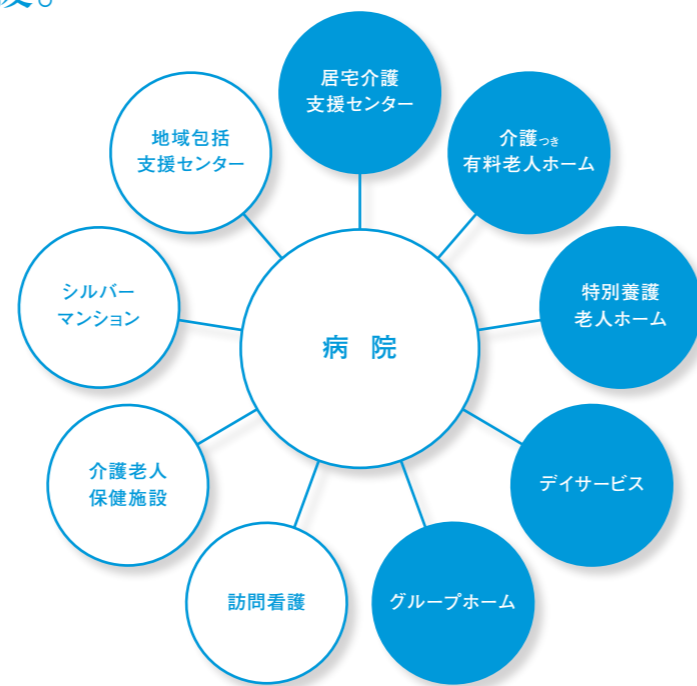 援。
居宅介護
支援センター
介護つき
有料老人ホーム
特別養護
老人ホーム
デイサービス
グループホーム
訪問看護
介護老人
保健施設
シルバー
マンション
地域包括
支援センター
病 院